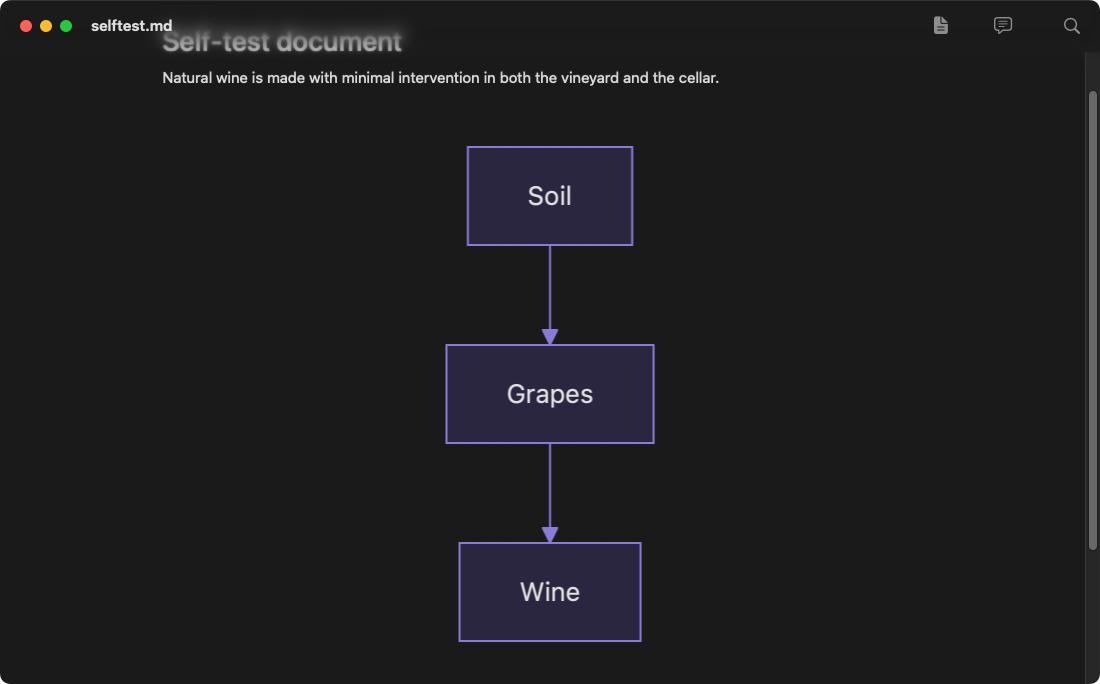 selftest.md
Self-test document
Natural wine is made with minimal intervention in both the vineyard and the cellar.
Soil
Grapes
Wine